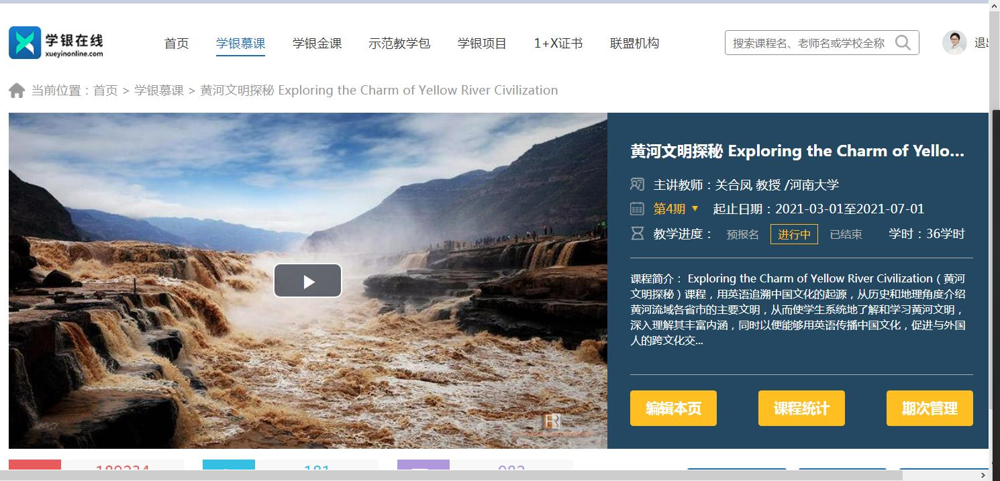 学银在线
xueyinonline.com
首页 学银慕课 学银金课 示范教学包 学银项目 1+X证书 联盟机构
搜索课程名、老师名或学校全称
当前位置：首页 > 学银慕课 > 黄河文明探秘 Exploring the Charm of Yellow River Civilization
黄河文明探秘 Exploring the Charm of Yello...
主讲教师：关合凤 教授 /河南大学
第4期 ▼ 起止日期：2021-03-01至2021-07-01
教学进度： 预报名 进行中 已结束 学时：36学时
课程简介： Exploring the Charm of Yellow River Civilization（黄河
文明探秘）课程，用英语追溯中国文化的起源，从历史和地理角度介绍
黄河流域各省市的主要文明，从而使学生系统地了解和学习黄河文明，
深入理解其丰富内涵，同时以便能够用英语传播中国文化，促进与外国
人的跨文化交...
编辑本页 课程统计 期次管理